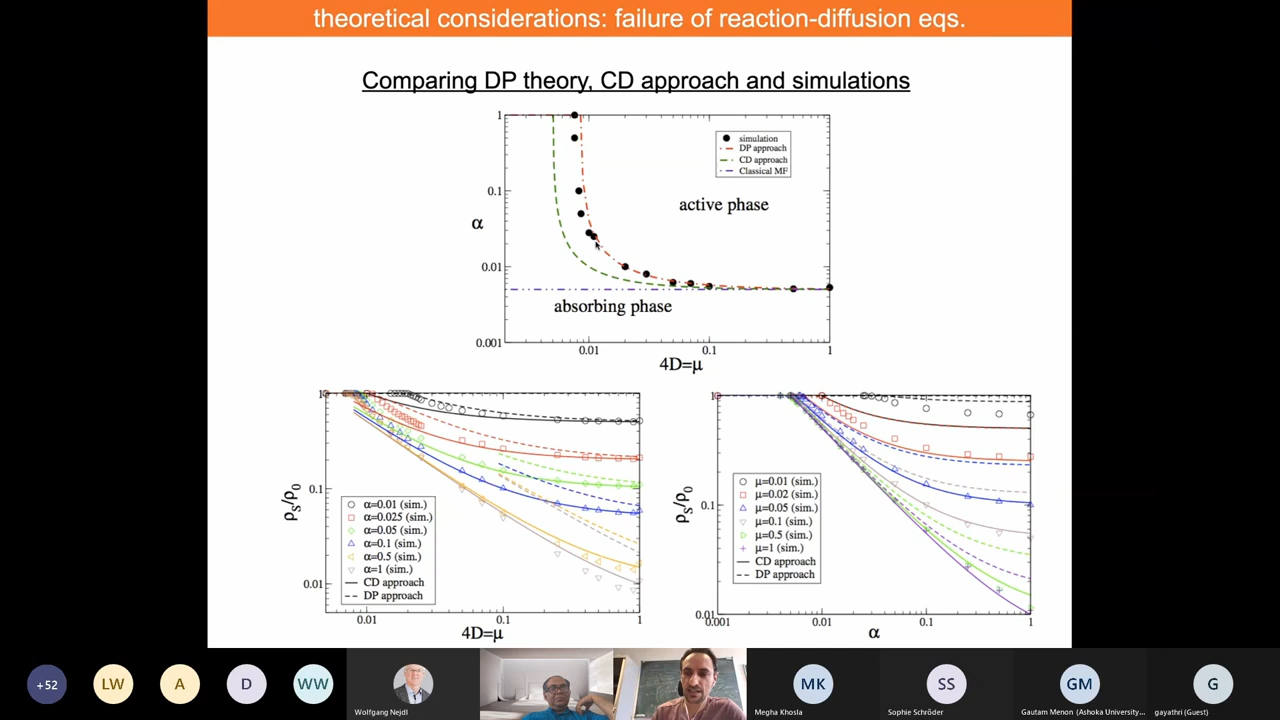 theoretical considerations: failure of reaction-diffusion eqs.
Comparing DP theory, CD approach and simulations
1
0.1
0.01
0.001
α
simulation
DP approach
CD approach
Classical MF
active phase
absorbing phase
0.01
0.1
1
4D=μ
1
0.1
0.01
ρS/ρ0
α=0.01 (sim.)
α=0.025 (sim.)
α=0.05 (sim.)
α=0.1 (sim.)
α=0.5 (sim.)
α=1 (sim.)
CD approach
DP approach
0.01
0.1
1
4D=μ
1
0.1
0.01
ρS/ρ0
μ=0.01 (sim.)
μ=0.02 (sim.)
μ=0.05 (sim.)
μ=0.1 (sim.)
μ=0.5 (sim.)
μ=1 (sim.)
CD approach
DP approach
0.001
0.01
0.1
1
α
+52
LW
A
D
WW
Wolfgang Nejdl
MK
Megha Khosla
SS
Sophie Schröder
GM
Gautam Menon (Ashoka University...
G
gayathri (Guest)